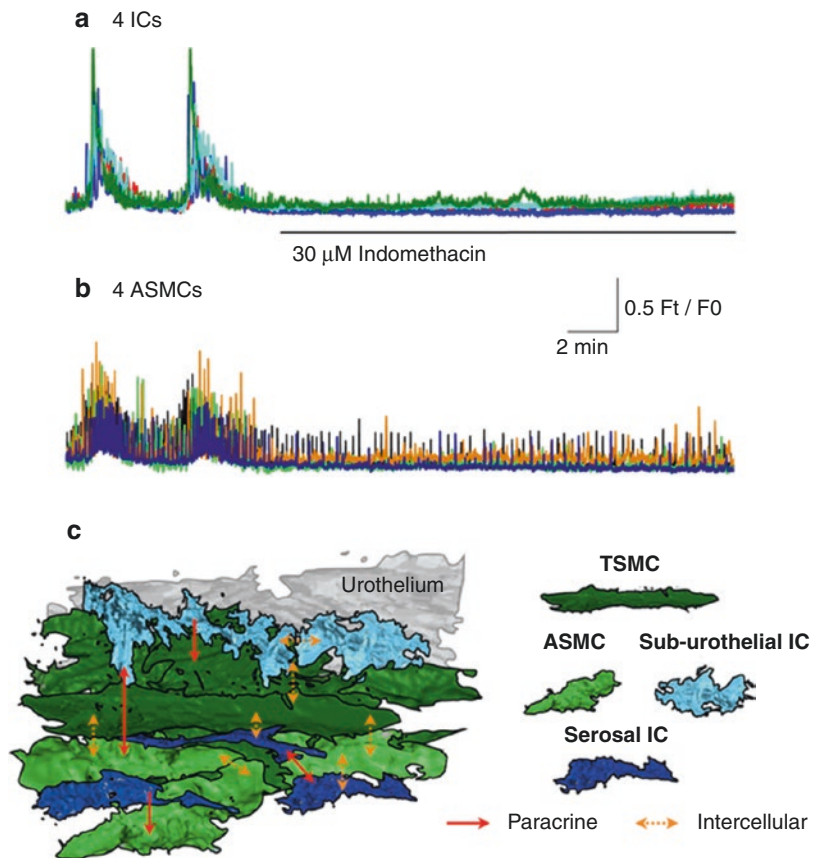 a 4 ICs
30 μM Indomethacin
b 4 ASMCs
0.5 Ft / F0
2 min
c
Urothelium
TSMC
ASMC
Sub-urothelial IC
Serosal IC
Paracrine
Intercellular